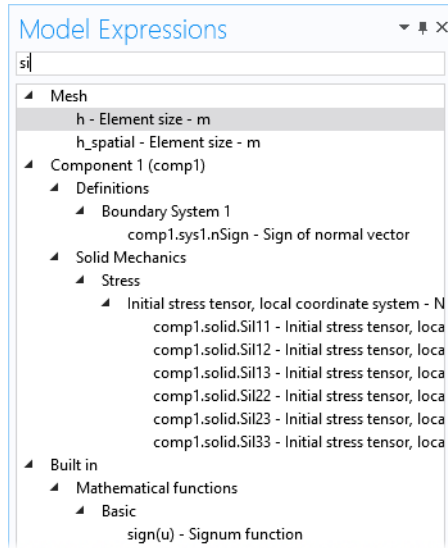 Model Expressions
si
Mesh
h - Element size - m
h_spatial - Element size - m
Component 1 (comp1)
Definitions
Boundary System 1
comp1.sys1.nSign - Sign of normal vector
Solid Mechanics
Stress
Initial stress tensor, local coordinate system - N
comp1.solid.Sil11 - Initial stress tensor, loca
comp1.solid.Sil12 - Initial stress tensor, loca
comp1.solid.Sil13 - Initial stress tensor, loca
comp1.solid.Sil22 - Initial stress tensor, loca
comp1.solid.Sil23 - Initial stress tensor, loca
comp1.solid.Sil33 - Initial stress tensor, loca
Built in
Mathematical functions
Basic
sign(u) - Signum function